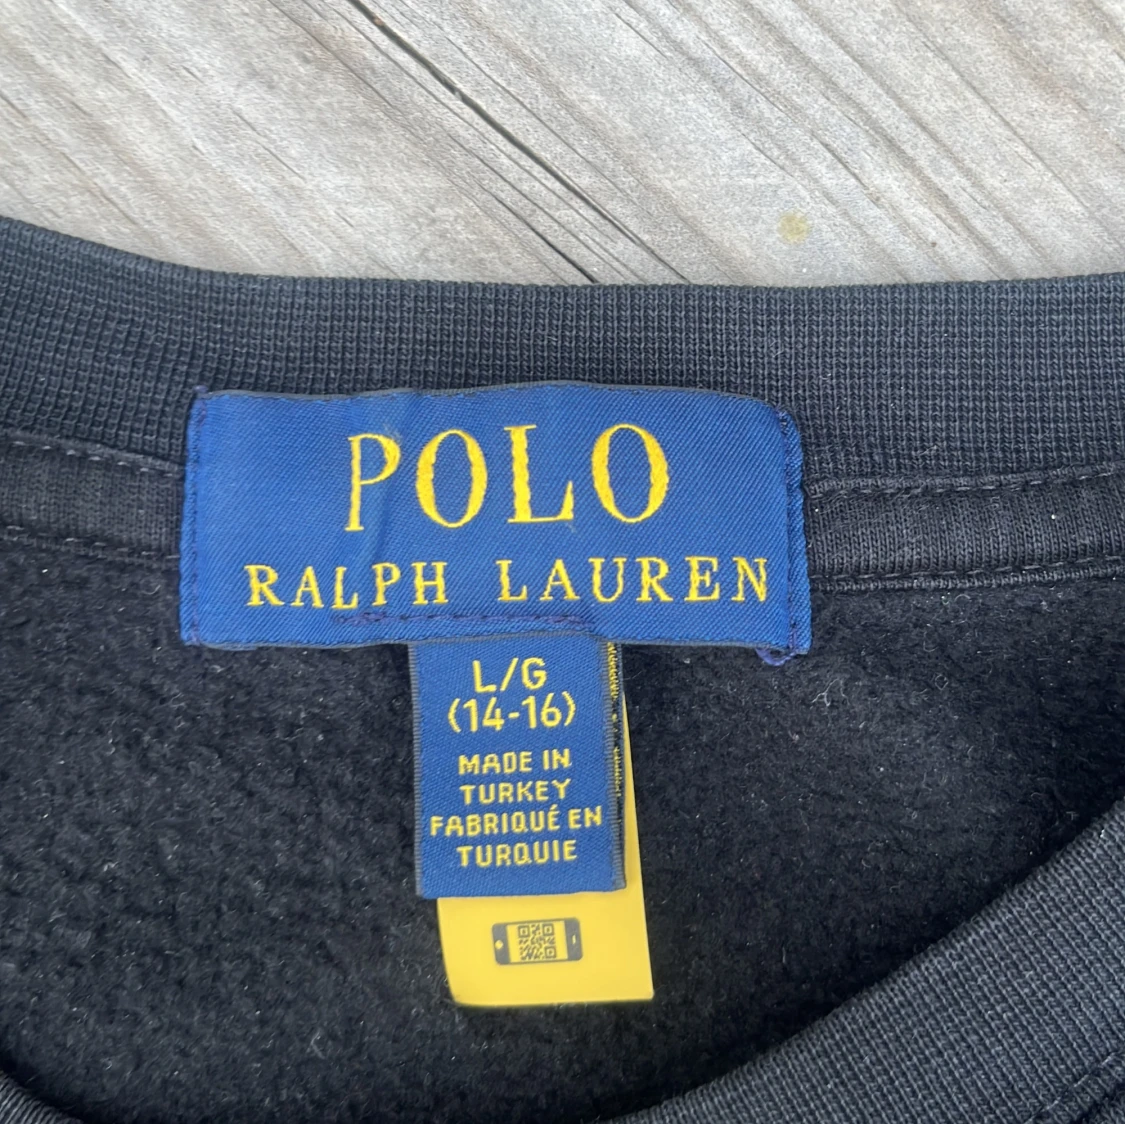 POLO
RALPH LAUREN
L/G
(14-16)
MADE IN
TURKEY
FABRIQUÉ EN
TURQUIE